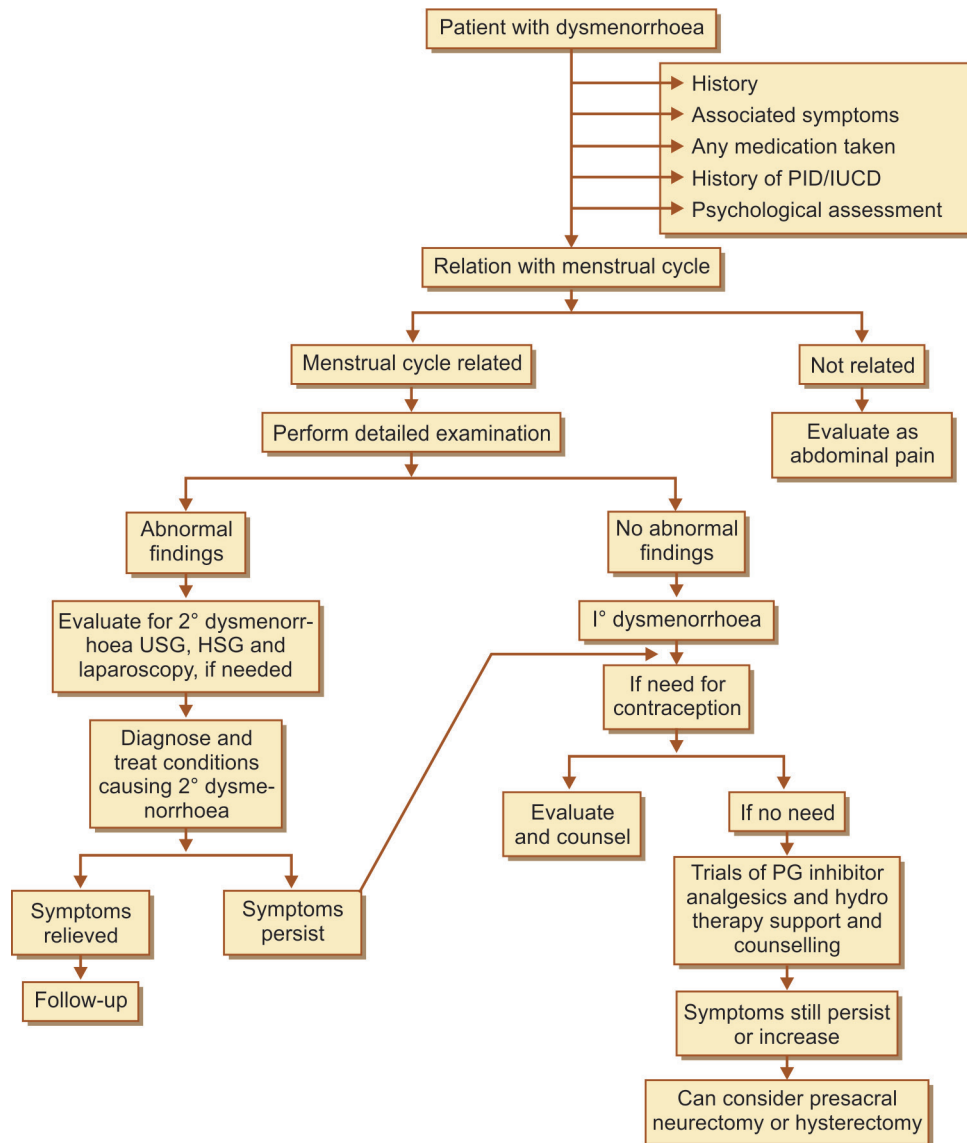 Patient with dysmenorrhoea
History
Associated symptoms
Any medication taken
History of PID/IUCD
Psychological assessment
Relation with menstrual cycle
Menstrual cycle related
Not related
Perform detailed examination
Evaluate as
abdominal pain
Abnormal
findings
No abnormal
findings
Evaluate for 2° dysmenorr-
hoea USG, HSG and
laparoscopy, if needed
I° dysmenorrhoea
If need for
contraception
Diagnose and
treat conditions
causing 2° dysme-
norrhoea
Evaluate
and counsel
If no need
Symptoms
relieved
Symptoms
persist
Trials of PG inhibitor
analgesics and hydro
therapy support and
counselling
Follow-up
Symptoms still persist
or increase
Can consider presacral
neurectomy or hysterectomy